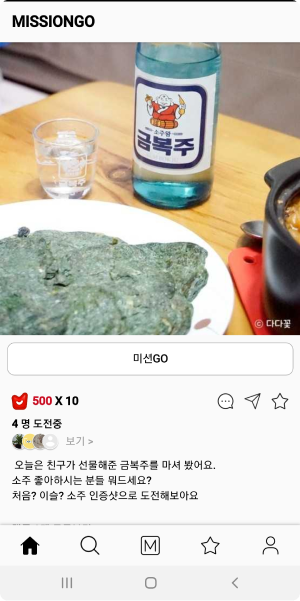 MISSIONGO
소주왕
금복주
© 다다꽃
미션GO
500 X 10
4 명 도전중
보기 >
오늘은 친구가 선물해준 금복주를 마셔 봤어요.
소주 좋아하시는 분들 뭐드세요?
처음? 이슬? 소주 인증샷으로 도전해보아요
M